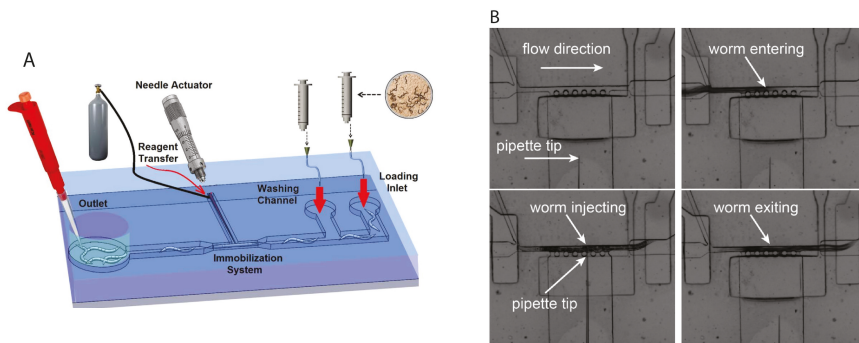 A
Needle Actuator
Reagent
Transfer
Outlet
Washing
Channel
Loading
Inlet
Immobilization
System
B
flow direction
pipette tip
worm entering
worm injecting
pipette tip
worm exiting